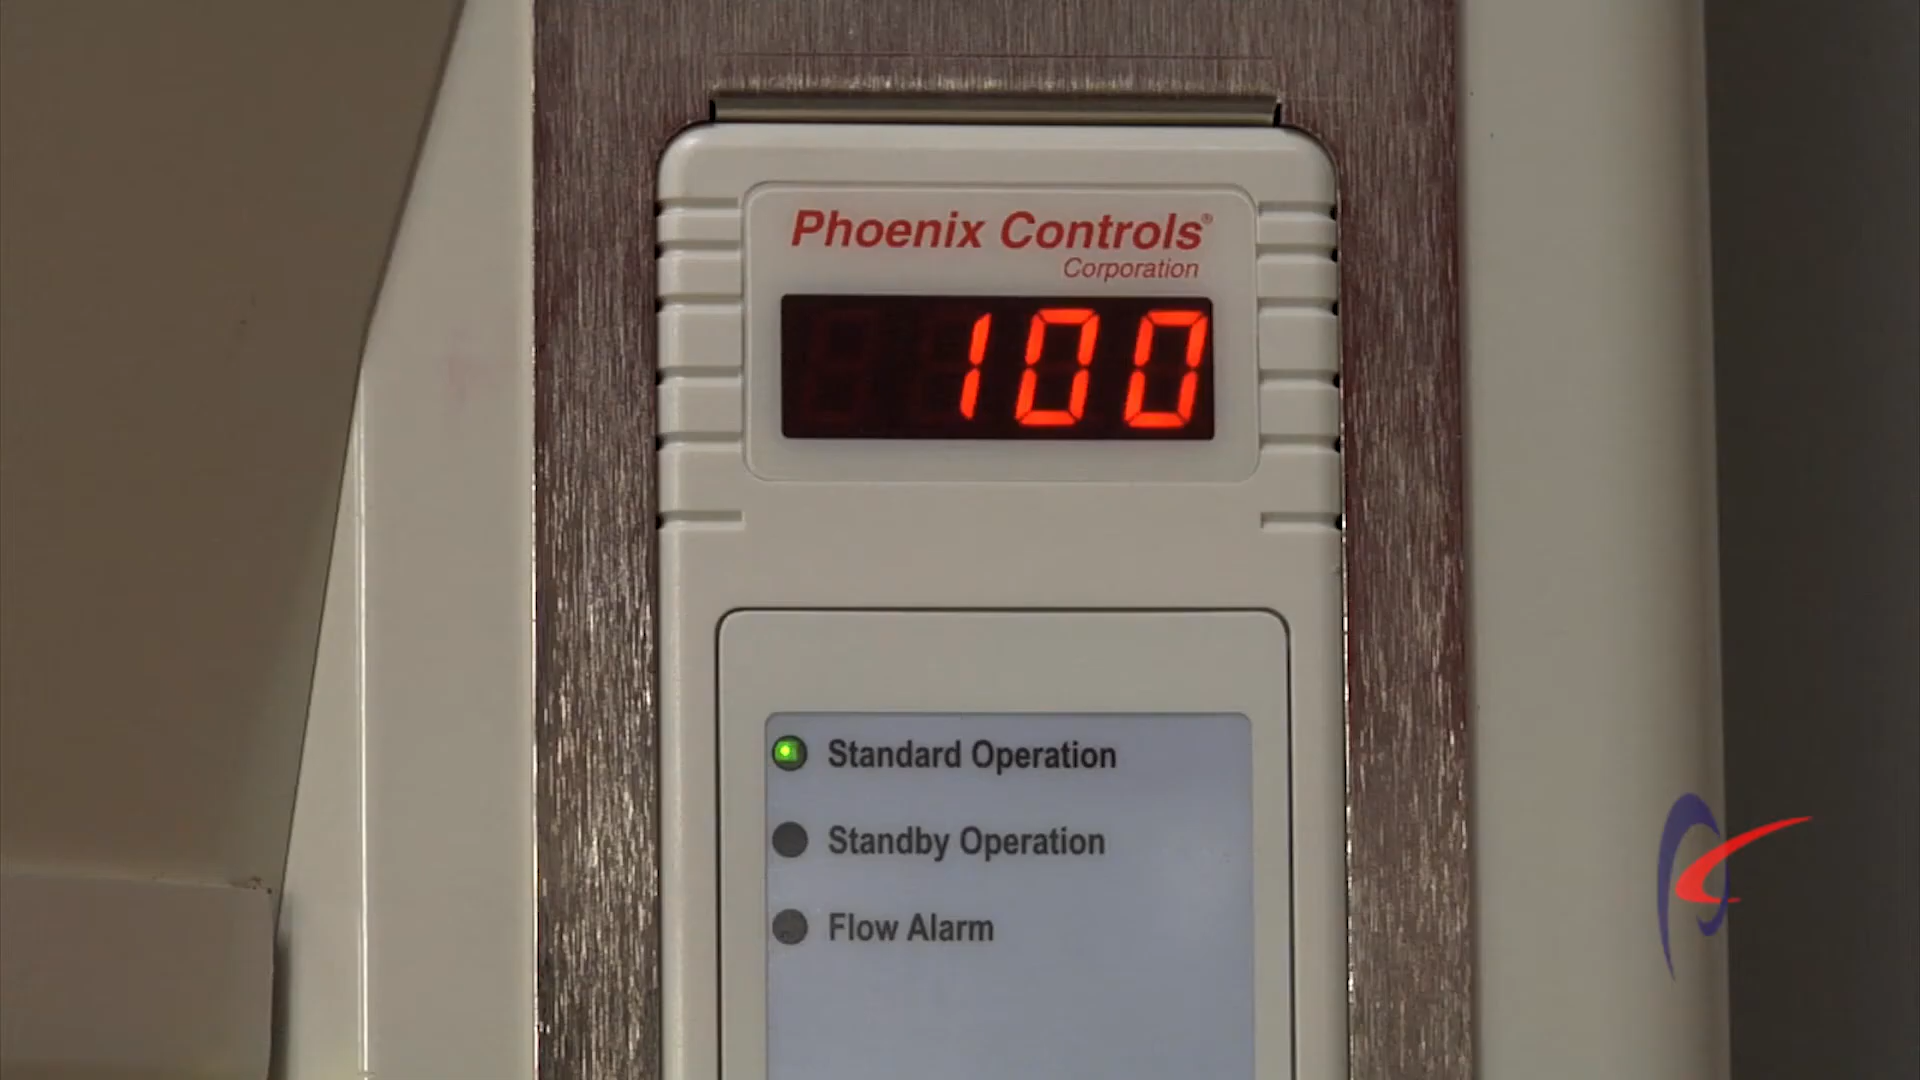 Phoenix Controls®
Corporation
100
Standard Operation
Standby Operation
Flow Alarm